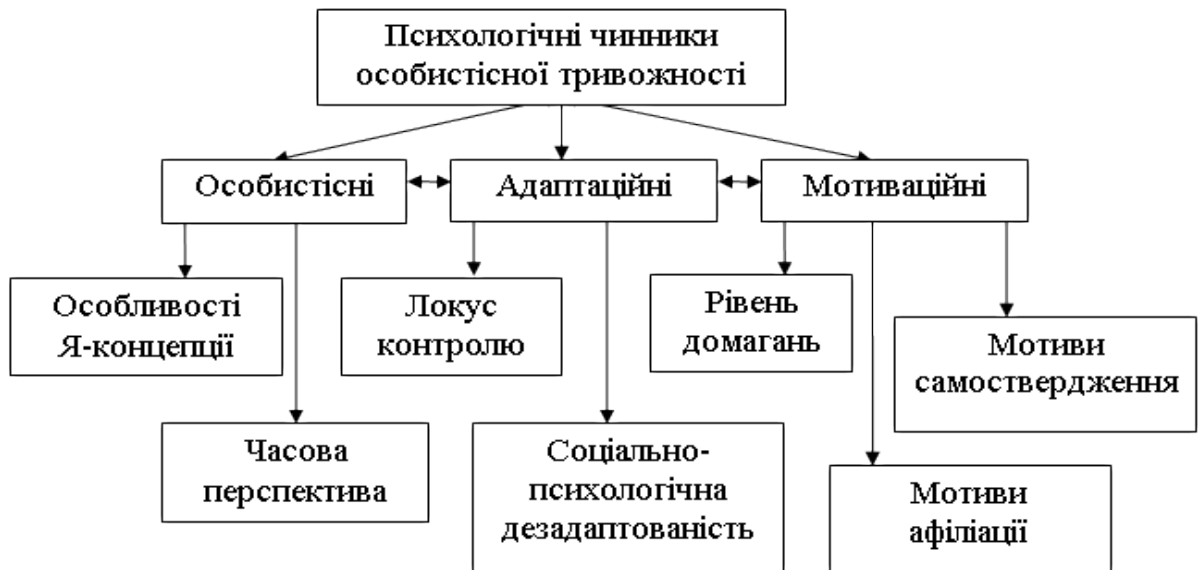 Психологічні чинники
особистісної тривожності
Особистісні
Адаптаційні
Мотиваційні
Особливості
Я-концепції
Локус
контролю
Рівень
домагань
Мотиви
самоствердження
Часова
перспектива
Соціально-
психологічна
дезадаптованість
Мотиви
афіліації